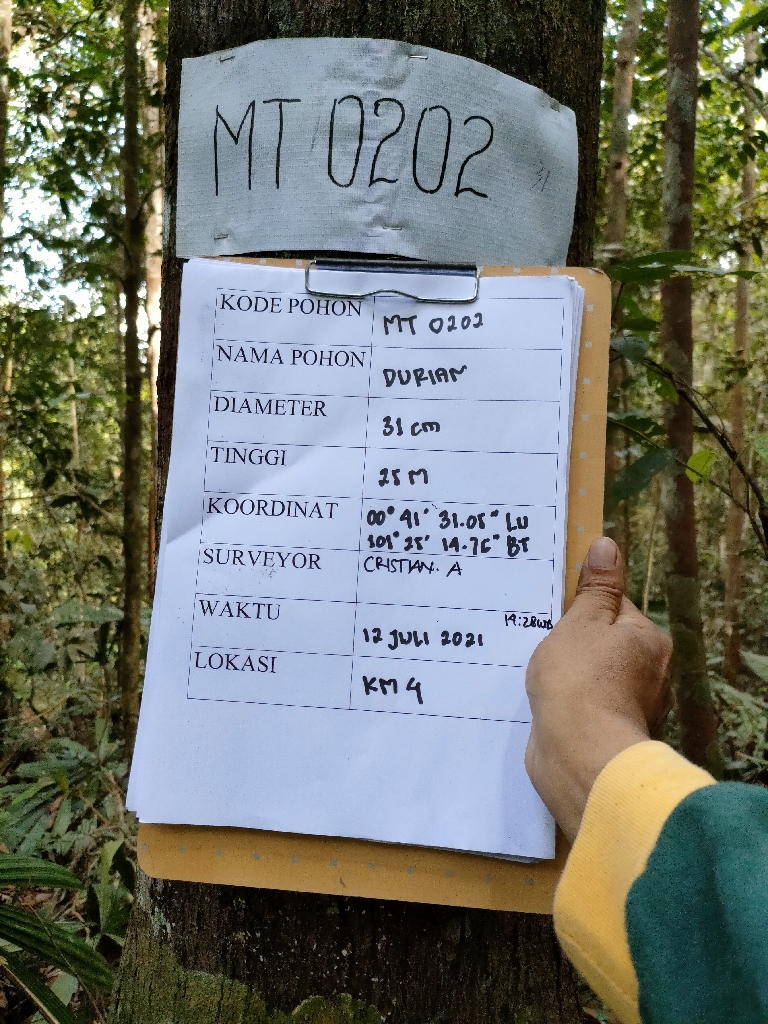 MT 0202
31
KODE POHON MT 0202
NAMA POHON DURIAN
DIAMETER 31 cm
TINGGI 25 M
KOORDINAT 00° 41' 31.05" LU
101° 25' 14.76" BT
SURVEYOR CRISTIAN. A
WAKTU 14:28 WIB
12 JULI 2021
LOKASI KM 4